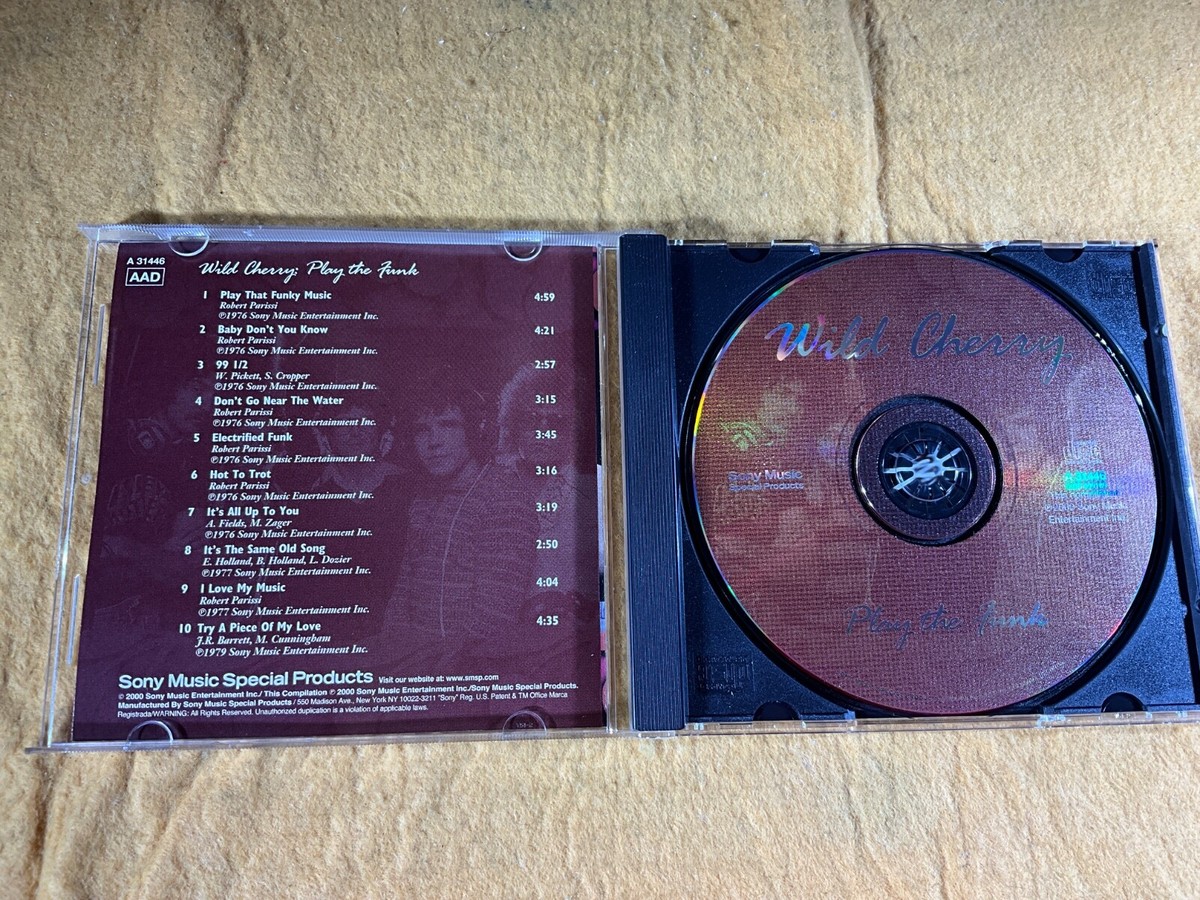 A 31446
AAD
Wild Cherry; Play the Funk
1 Play That Funky Music 4:59
Robert Parissi
℗1976 Sony Music Entertainment Inc.
2 Baby Don't You Know 4:21
Robert Parissi
℗1976 Sony Music Entertainment Inc.
3 99 1/2 2:57
W. Pickett, S. Cropper
℗1976 Sony Music Entertainment Inc.
4 Don't Go Near The Water 3:15
Robert Parissi
℗1976 Sony Music Entertainment Inc.
5 Electrified Funk 3:45
Robert Parissi
℗1976 Sony Music Entertainment Inc.
6 Hot To Trot 3:16
Robert Parissi
℗1976 Sony Music Entertainment Inc.
7 It's All Up To You 3:19
A. Fields, M. Zager
℗1976 Sony Music Entertainment Inc.
8 It's The Same Old Song 2:50
E. Holland, B. Holland, L. Dozier
℗1977 Sony Music Entertainment Inc.
9 I Love My Music 4:04
Robert Parissi
℗1977 Sony Music Entertainment Inc.
10 Try A Piece Of My Love 4:35
J.R. Barrett, M. Cunningham
℗1979 Sony Music Entertainment Inc.
Sony Music Special Products Visit our website at: www.smsp.com
© 2000 Sony Music Entertainment Inc./ This Compilation ℗ 2000 Sony Music Entertainment Inc./Sony Music Special Products.
Manufactured By Sony Music Special Products / 550 Madison Ave., New York NY 10022-3211 "Sony" Reg. U.S. Patent & TM Office Marca
Registrada/WARNING: All Rights Reserved. Unauthorized duplication is a violation of applicable laws.
Wild Cherry
Sony Music
Special Products
Entertainment Inc.
Play the Funk